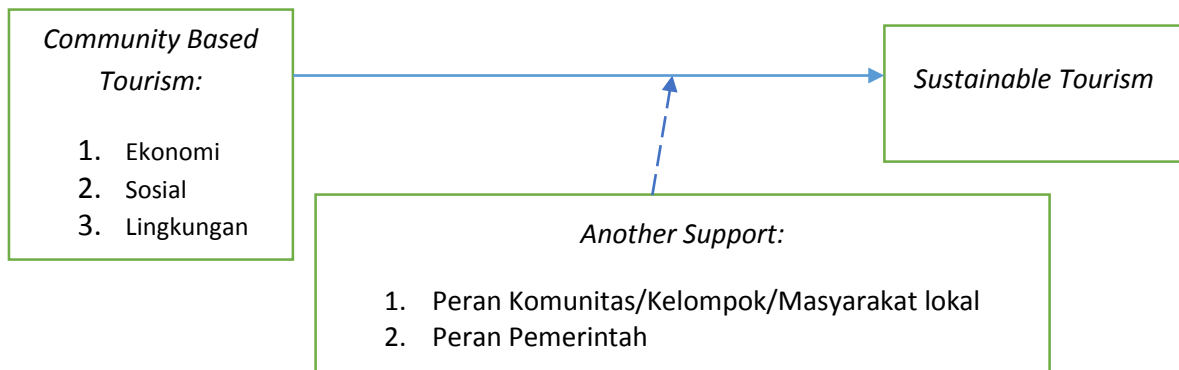 Community Based
Tourism:
1. Ekonomi
2. Sosial
3. Lingkungan
Sustainable Tourism
Another Support:
1. Peran Komunitas/Kelompok/Masyarakat lokal
2. Peran Pemerintah